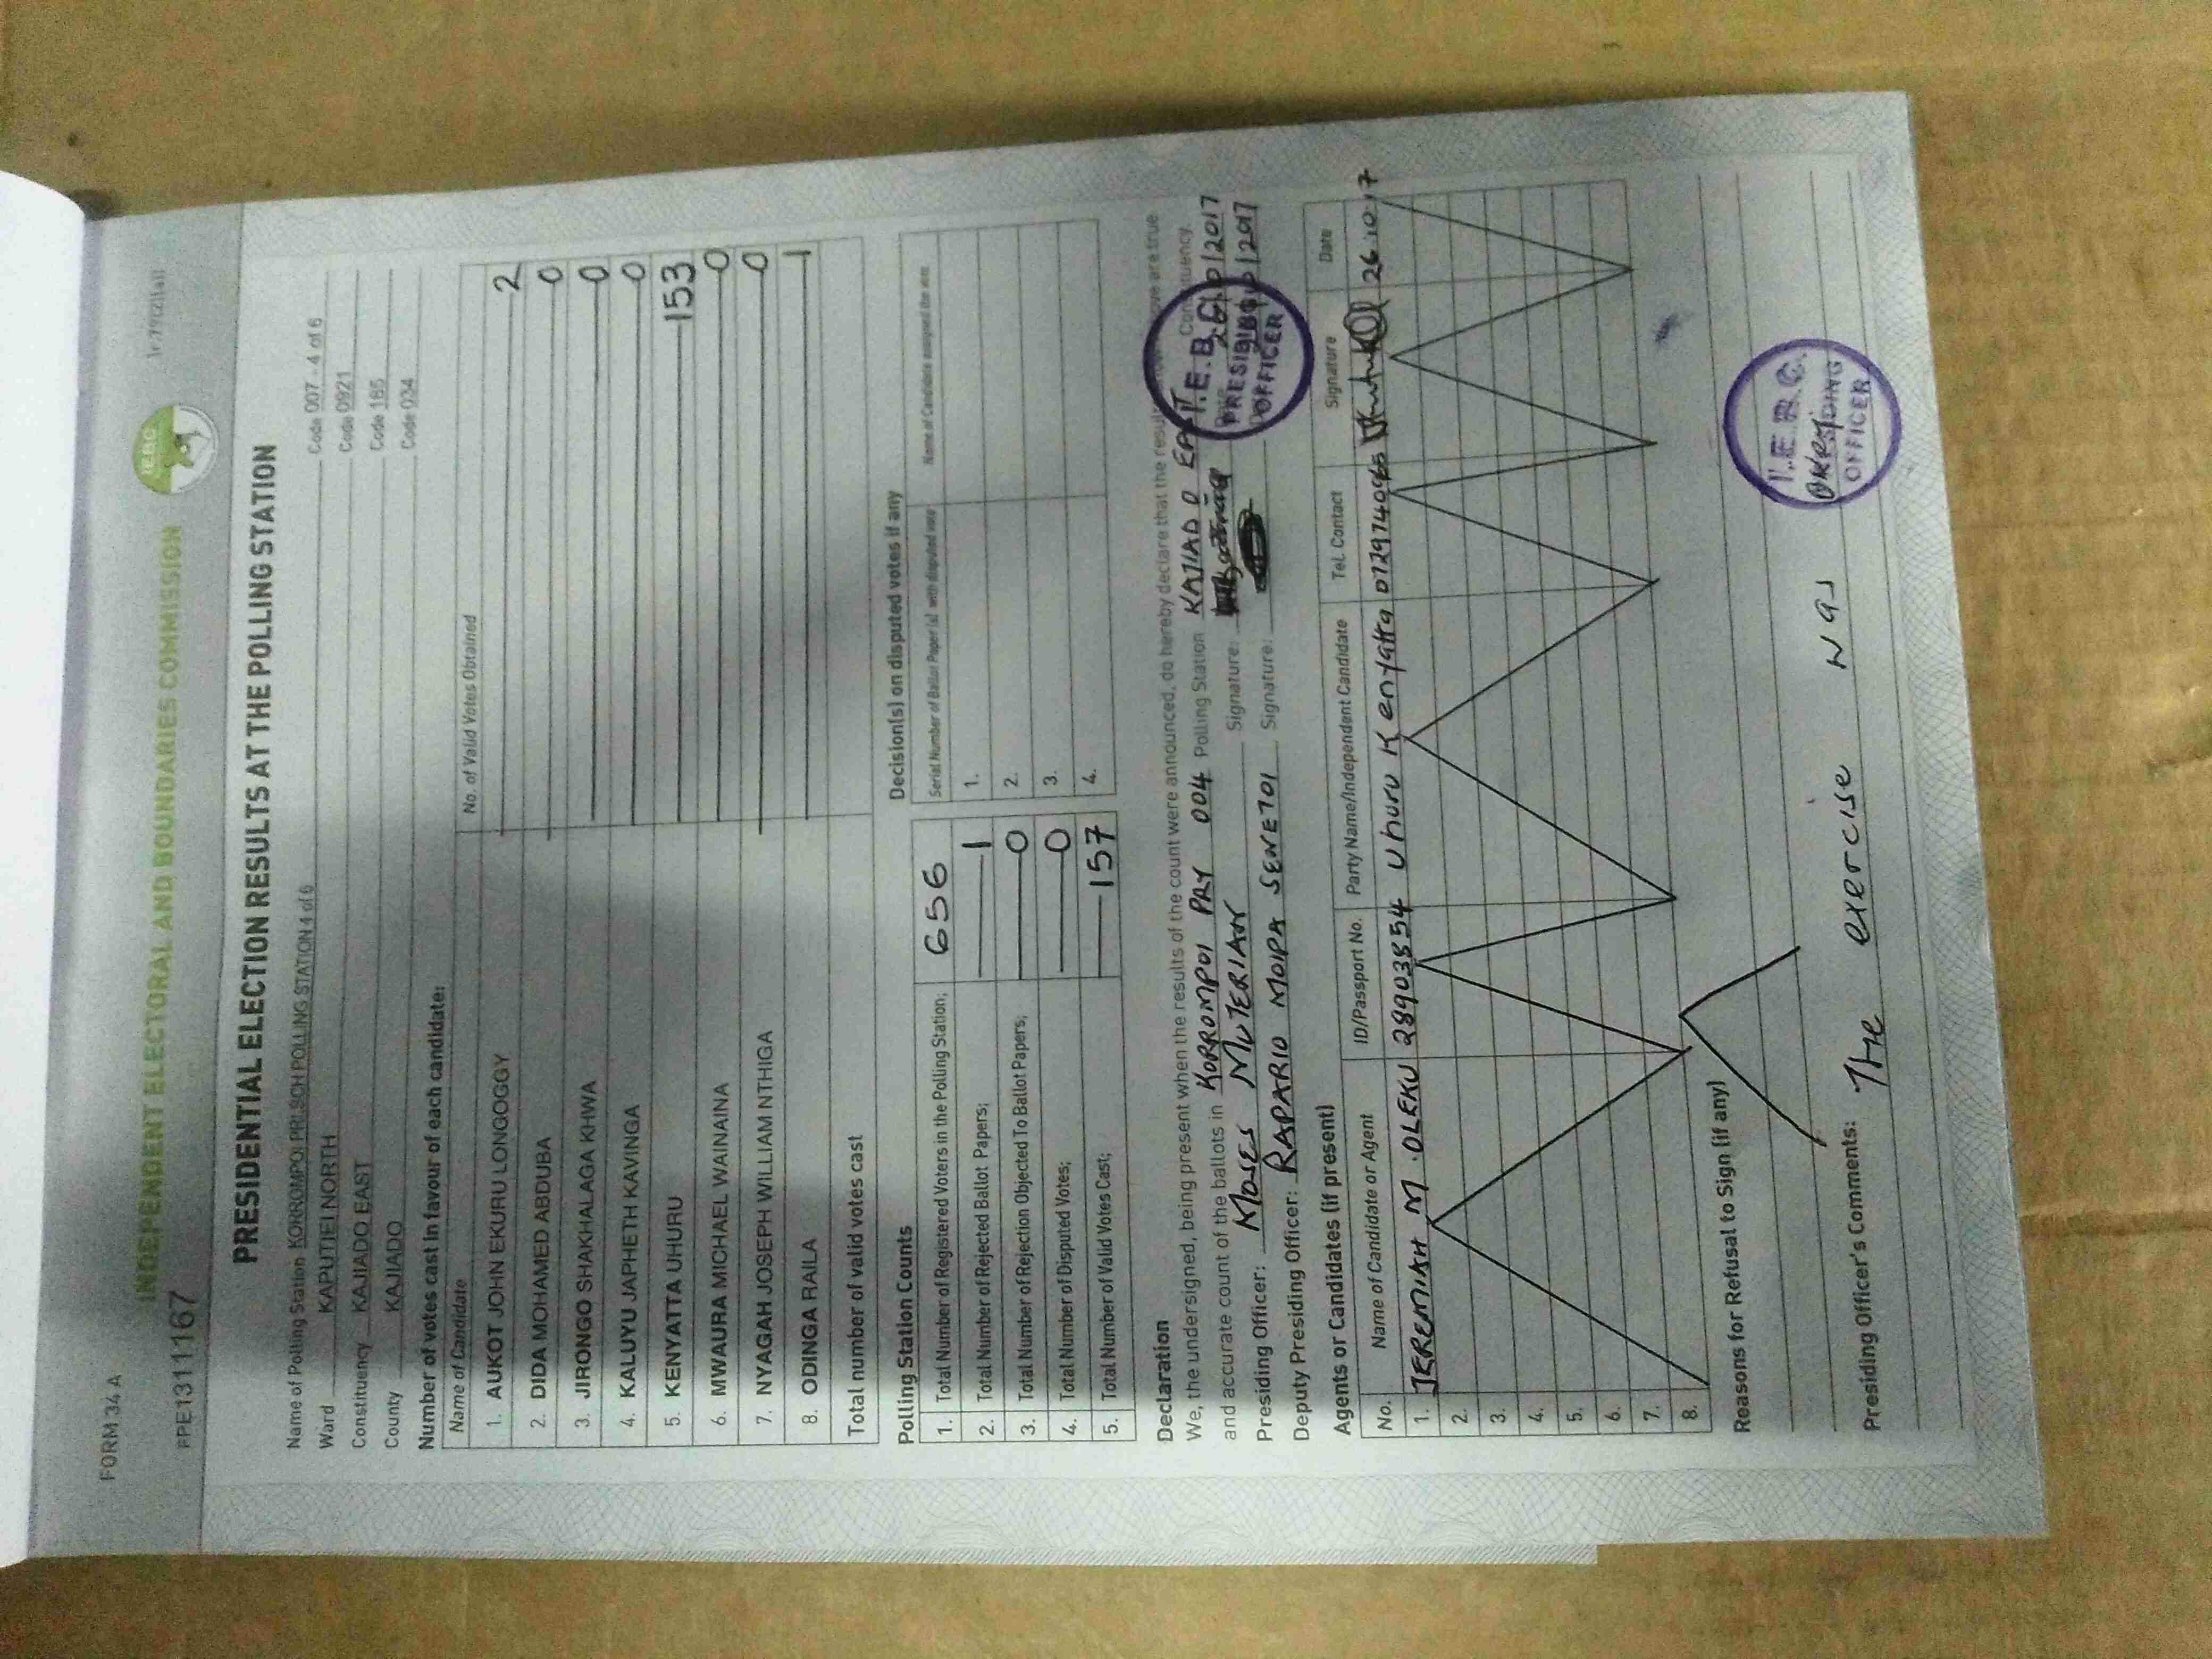 FORM 34 A
INDEPENDENT ELECTORAL AND BOUNDARIES COMMISSION
I.E.B.C
PRE1311167
PRESIDENTIAL ELECTION RESULTS AT THE POLLING STATION
Name of Polling Station KORROMPOI PRI.SCH POLLING STATION 4 of 6 Code 007 - 4 of 6
Ward KAPUTIEI NORTH Code 0921
Constituency KAJIADO EAST Code 185
County KAJIADO Code 034
Number of votes cast in favour of each candidate:
Name of Candidate No. of Valid Votes Obtained
1. AUKOT JOHN EKURU LONGOGGY 2
2. DIDA MOHAMED ABDUBA 0
3. JIRONGO SHAKHALAGA KHWA 0
4. KALUYU JAPHETH KAVINGA 0
5. KENYATTA UHURU 153
6. MWAURA MICHAEL WAINAINA 0
7. NYAGAH JOSEPH WILLIAM NTHIGA 0
8. ODINGA RAILA 1
Total number of valid votes cast
Polling Station Counts
1. Total Number of Registered Voters in the Polling Station; 656
2. Total Number of Rejected Ballot Papers; 1
3. Total Number of Rejection Objected To Ballot Papers; 0
4. Total Number of Disputed Votes; 0
5. Total Number of Valid Votes Cast; 157
Decision(s) on disputed votes if any
Serial Number of Ballot Paper (s) with disputed vote Name of Candidate assigned the vote
1.
2.
3.
4.
Declaration
We, the undersigned, being present when the results of the count were announced, do hereby declare that the results above are true
and accurate count of the ballots in KORROMPOI PRY 004 Polling Station KAJIADO EAST Constituency.
Presiding Officer: MOSES MUTERIAN Signature: /2017
Deputy Presiding Officer: RAPARIO MOIPA SENETOI Signature: /2017
I.E.B.C
PRESIDING
OFFICER
Agents or Candidates (if present)
No. Name of Candidate or Agent ID/Passport No. Party Name/Independent Candidate Tel. Contact Signature Date
1. JEREMIAH M. OLEKU 28903854 Uhuru Kenyatta 26.10.17
2.
3.
4.
5.
6.
7.
8.
Reasons for Refusal to Sign (if any)
Presiding Officer's Comments: The exercise was
I.E.B.C.
PRESIDING
OFFICER